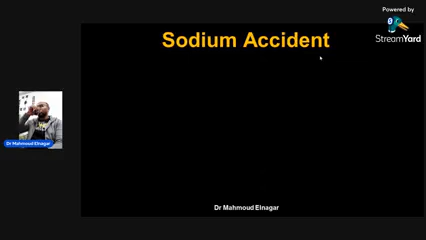 Powered by
StreamYard
Sodium Accident
Dr Mahmoud Elnagar
Dr Mahmoud Elnagar